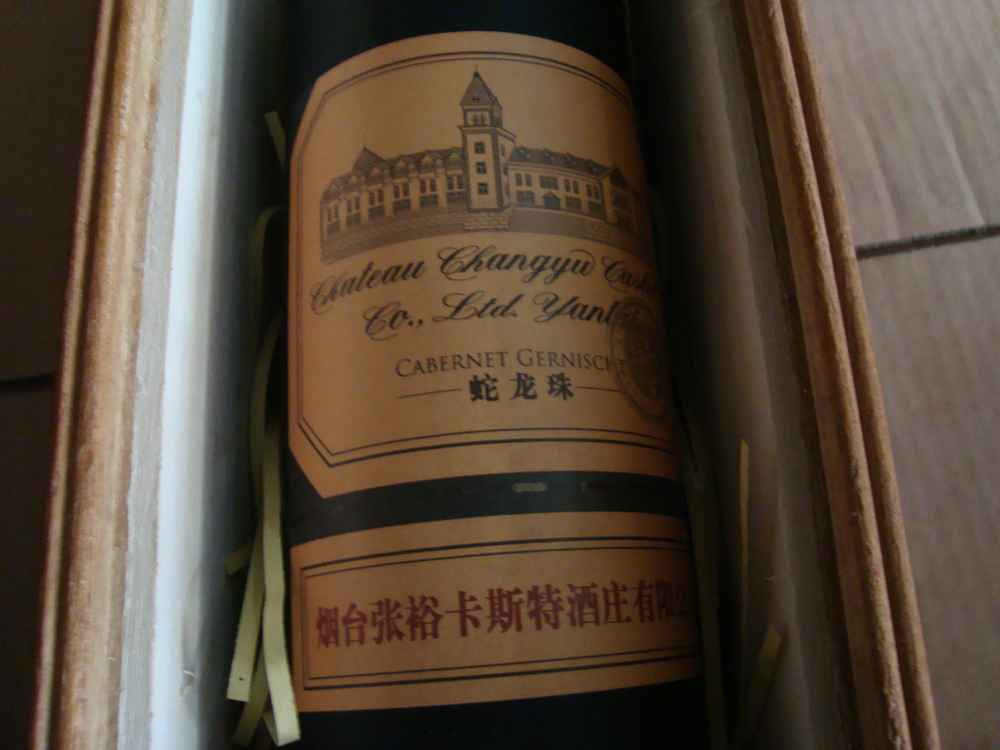 Chateau Changyu
Co., Ltd.
CABERNET GERNISCHT
蛇龙珠
烟台张裕卡斯特酒庄有限